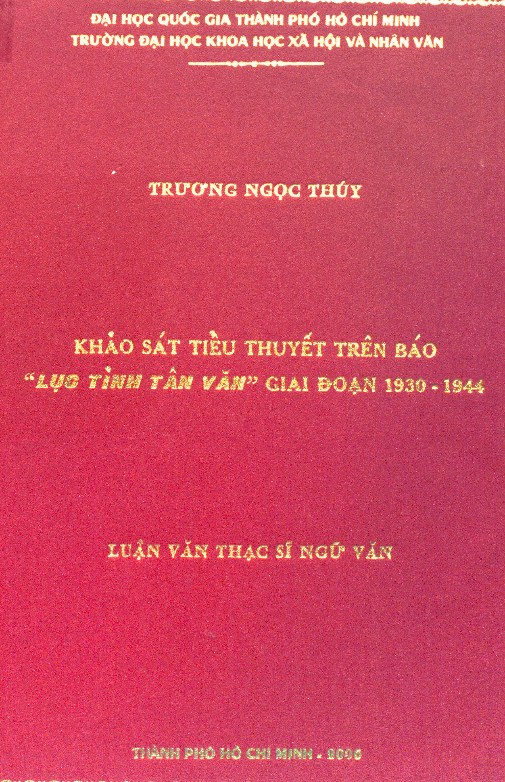 ĐẠI HỌC QUỐC GIA THÀNH PHỐ HỒ CHÍ MINH
TRƯỜNG ĐẠI HỌC KHOA HỌC XÃ HỘI VÀ NHÂN VĂN
TRƯƠNG NGỌC THÚY
KHẢO SÁT TIỂU THUYẾT TRÊN BÁO
“LỤC TỈNH TÂN VĂN” GIAI ĐOẠN 1930 - 1944
LUẬN VĂN THẠC SĨ NGỮ VĂN
THÀNH PHỐ HỒ CHÍ MINH -